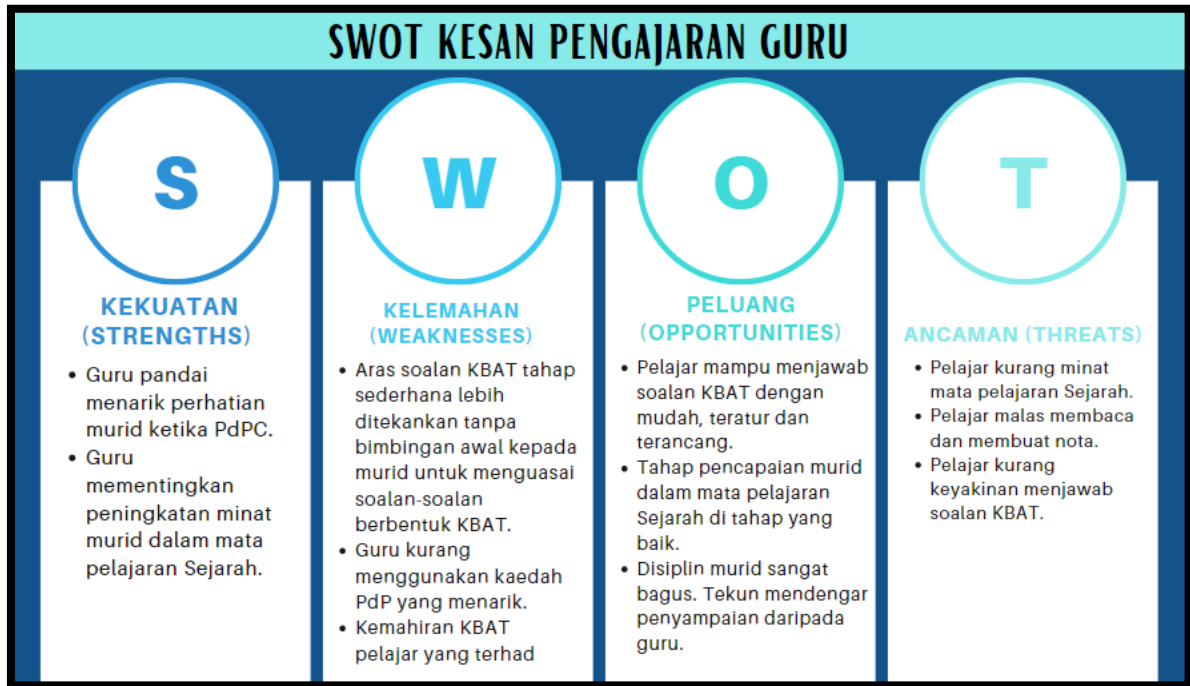 SWOT KESAN PENGAJARAN GURU
S
KEKUATAN
(STRENGTHS)
• Guru pandai
menarik perhatian
murid ketika PdPC.
• Guru
mementingkan
peningkatan minat
murid dalam mata
pelajaran Sejarah.
W
KELEMAHAN
(WEAKNESSES)
• Aras soalan KBAT tahap
sederhana lebih
ditekankan tanpa
bimbingan awal kepada
murid untuk menguasai
soalan-soalan
berbentuk KBAT.
• Guru kurang
menggunakan kaedah
PdP yang menarik.
• Kemahiran KBAT
pelajar yang terhad
O
PELUANG
(OPPORTUNITIES)
• Pelajar mampu menjawab
soalan KBAT dengan
mudah, teratur dan
terancang.
• Tahap pencapaian murid
dalam mata pelajaran
Sejarah di tahap yang
baik.
• Disiplin murid sangat
bagus. Tekun mendengar
penyampaian daripada
guru.
T
ANCAMAN (THREATS)
• Pelajar kurang minat
mata pelajaran Sejarah.
• Pelajar malas membaca
dan membuat nota.
• Pelajar kurang
keyakinan menjawab
soalan KBAT.